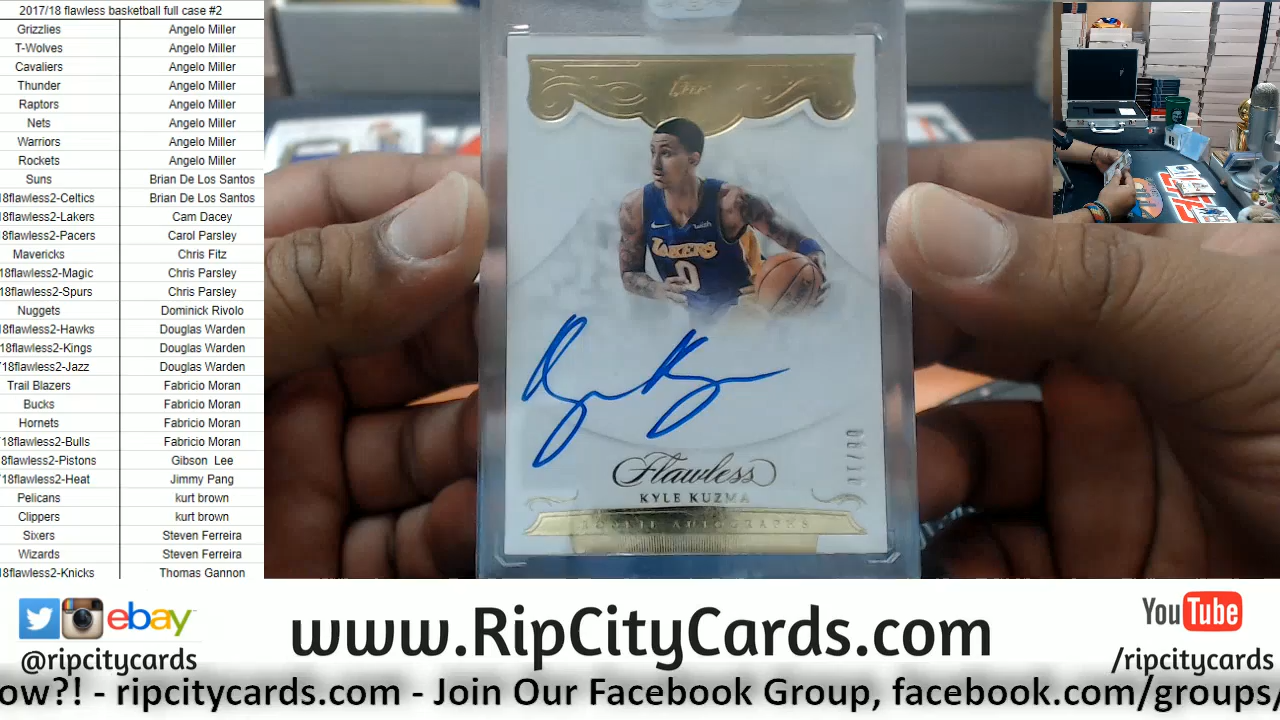 2017/18 flawless basketball full case #2
Grizzlies Angelo Miller
T-Wolves Angelo Miller
Cavaliers Angelo Miller
Thunder Angelo Miller
Raptors Angelo Miller
Nets Angelo Miller
Warriors Angelo Miller
Rockets Angelo Miller
Suns Brian De Los Santos
18flawless2-Celtics Brian De Los Santos
18flawless2-Lakers Cam Dacey
18flawless2-Pacers Carol Parsley
Mavericks Chris Fitz
18flawless2-Magic Chris Parsley
18flawless2-Spurs Chris Parsley
Nuggets Dominick Rivolo
18flawless2-Hawks Douglas Warden
18flawless2-Kings Douglas Warden
18flawless2-Jazz Douglas Warden
Trail Blazers Fabricio Moran
Bucks Fabricio Moran
Hornets Fabricio Moran
18flawless2-Bulls Fabricio Moran
18flawless2-Pistons Gibson Lee
18flawless2-Heat Jimmy Pang
Pelicans kurt brown
Clippers kurt brown
Sixers Steven Ferreira
Wizards Steven Ferreira
18flawless2-Knicks Thomas Gannon
wish
LAKERS
0
Flawless
KYLE KUZMA
ROOKIE AUTOGRAPHS
ebay
@ripcitycards
www.RipCityCards.com
YouTube
/ripcitycards
ow?! - ripcitycards.com - Join Our Facebook Group, facebook.com/groups/